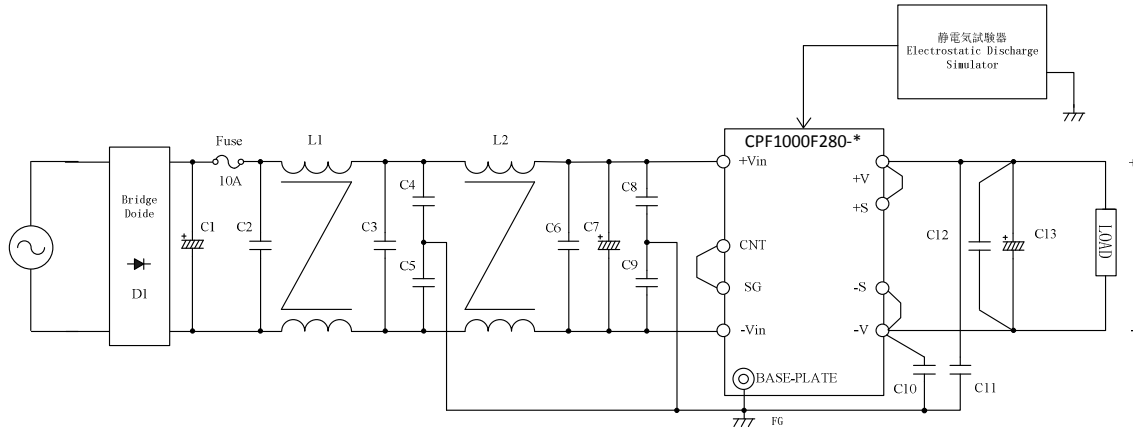 静電気試験器
Electrostatic Discharge
Simulator
CPF1000F280-*
Fuse
10A
L1
L2
Bridge
Doide
D1
+
C1
C2
C3
C4
C5
C6
+
C7
C8
C9
+Vin
CNT
SG
-Vin
BASE-PLATE
+V
+S
-S
-V
C10
C11
C12
+
C13
LOAD
+
-
FG